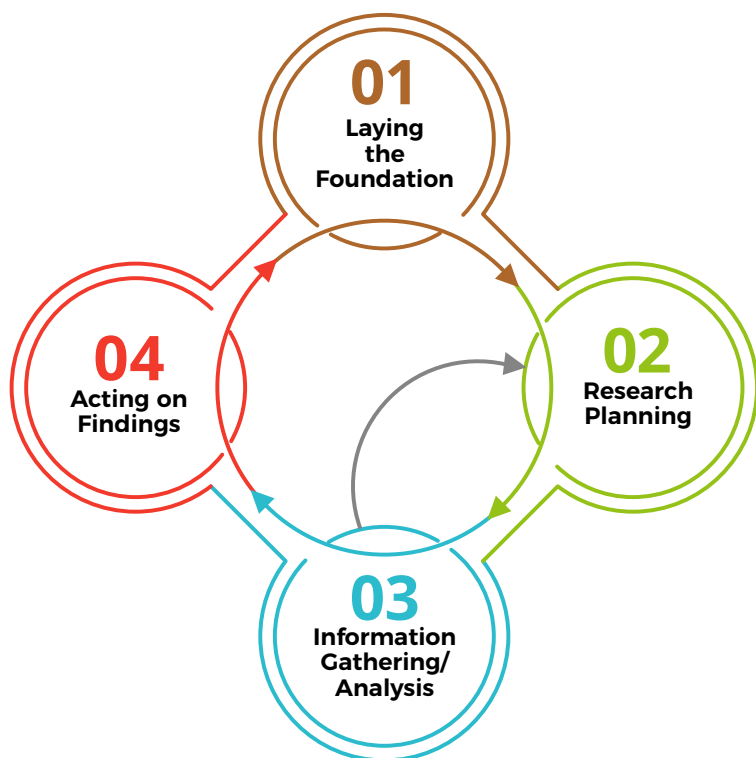 01
Laying
the
Foundation
02
Research
Planning
03
Information
Gathering/
Analysis
04
Acting on
Findings